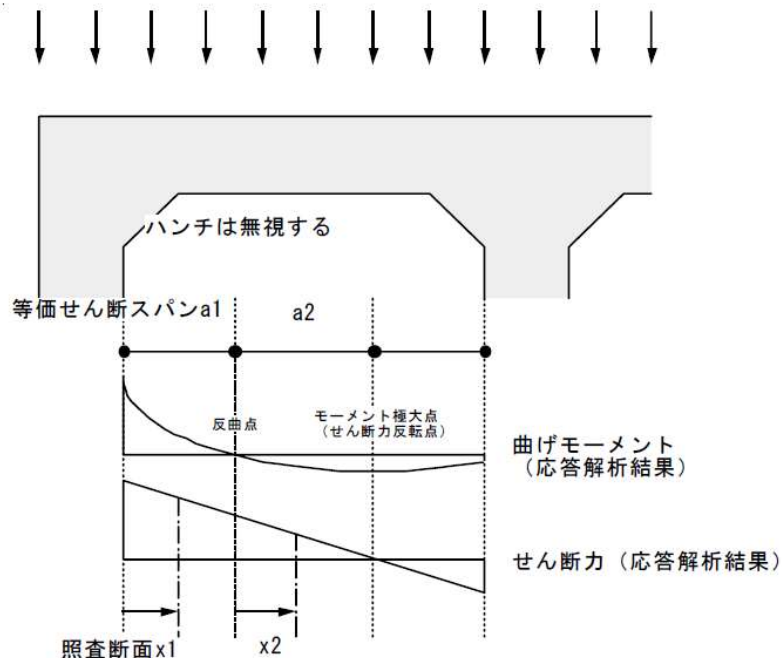 ハンチは無視する
等価せん断スパンa1
a2
反曲点
モーメント極大点
（せん断力反転点）
曲げモーメント
（応答解析結果）
せん断力（応答解析結果）
照査断面x1
x2